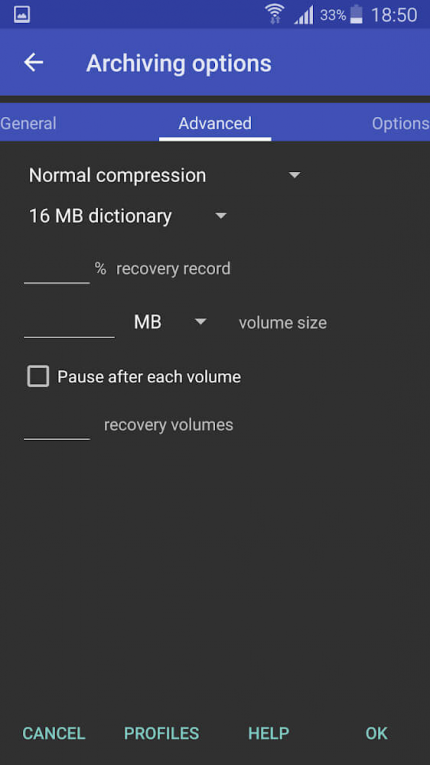 33% 18:50
Archiving options
General Advanced Options
Normal compression
16 MB dictionary
% recovery record
MB volume size
Pause after each volume
recovery volumes
CANCEL PROFILES HELP OK